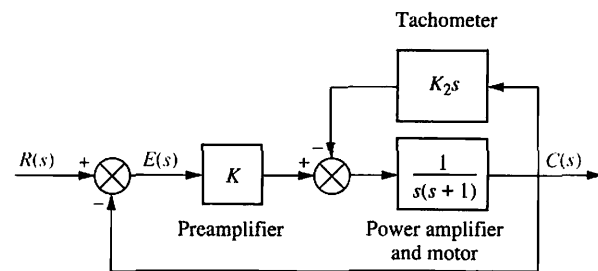 Tachometer
K₂s
R(s) + E(s) K + − 1 C(s)
− s(s + 1)
Preamplifier Power amplifier
and motor